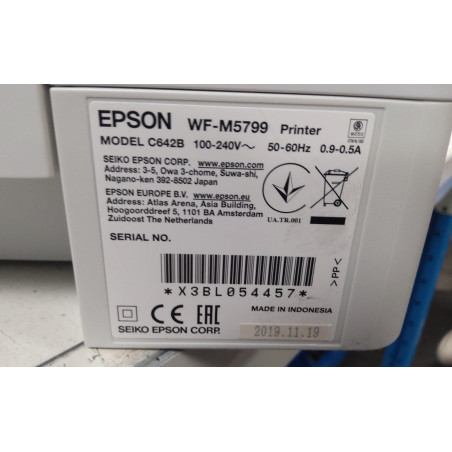 EPSON WF-M5799 Printer
MODEL C642B 100-240V~ 50-60Hz 0.9-0.5A
SEIKO EPSON CORP. www.epson.com
Address: 3-5, Owa 3-chome, Suwa-shi,
Nagano-ken 392-8502 Japan
EPSON EUROPE B.V. www.epson.eu
Address: Atlas Arena, Asia Building,
Hoogoorddreef 5, 1101 BA Amsterdam
Zuidoost The Netherlands
UA.TR.001
SERIAL NO.
*X3BL054457*
>PP<
CE EAC
MADE IN INDONESIA
SEIKO EPSON CORP.
2019.11.19